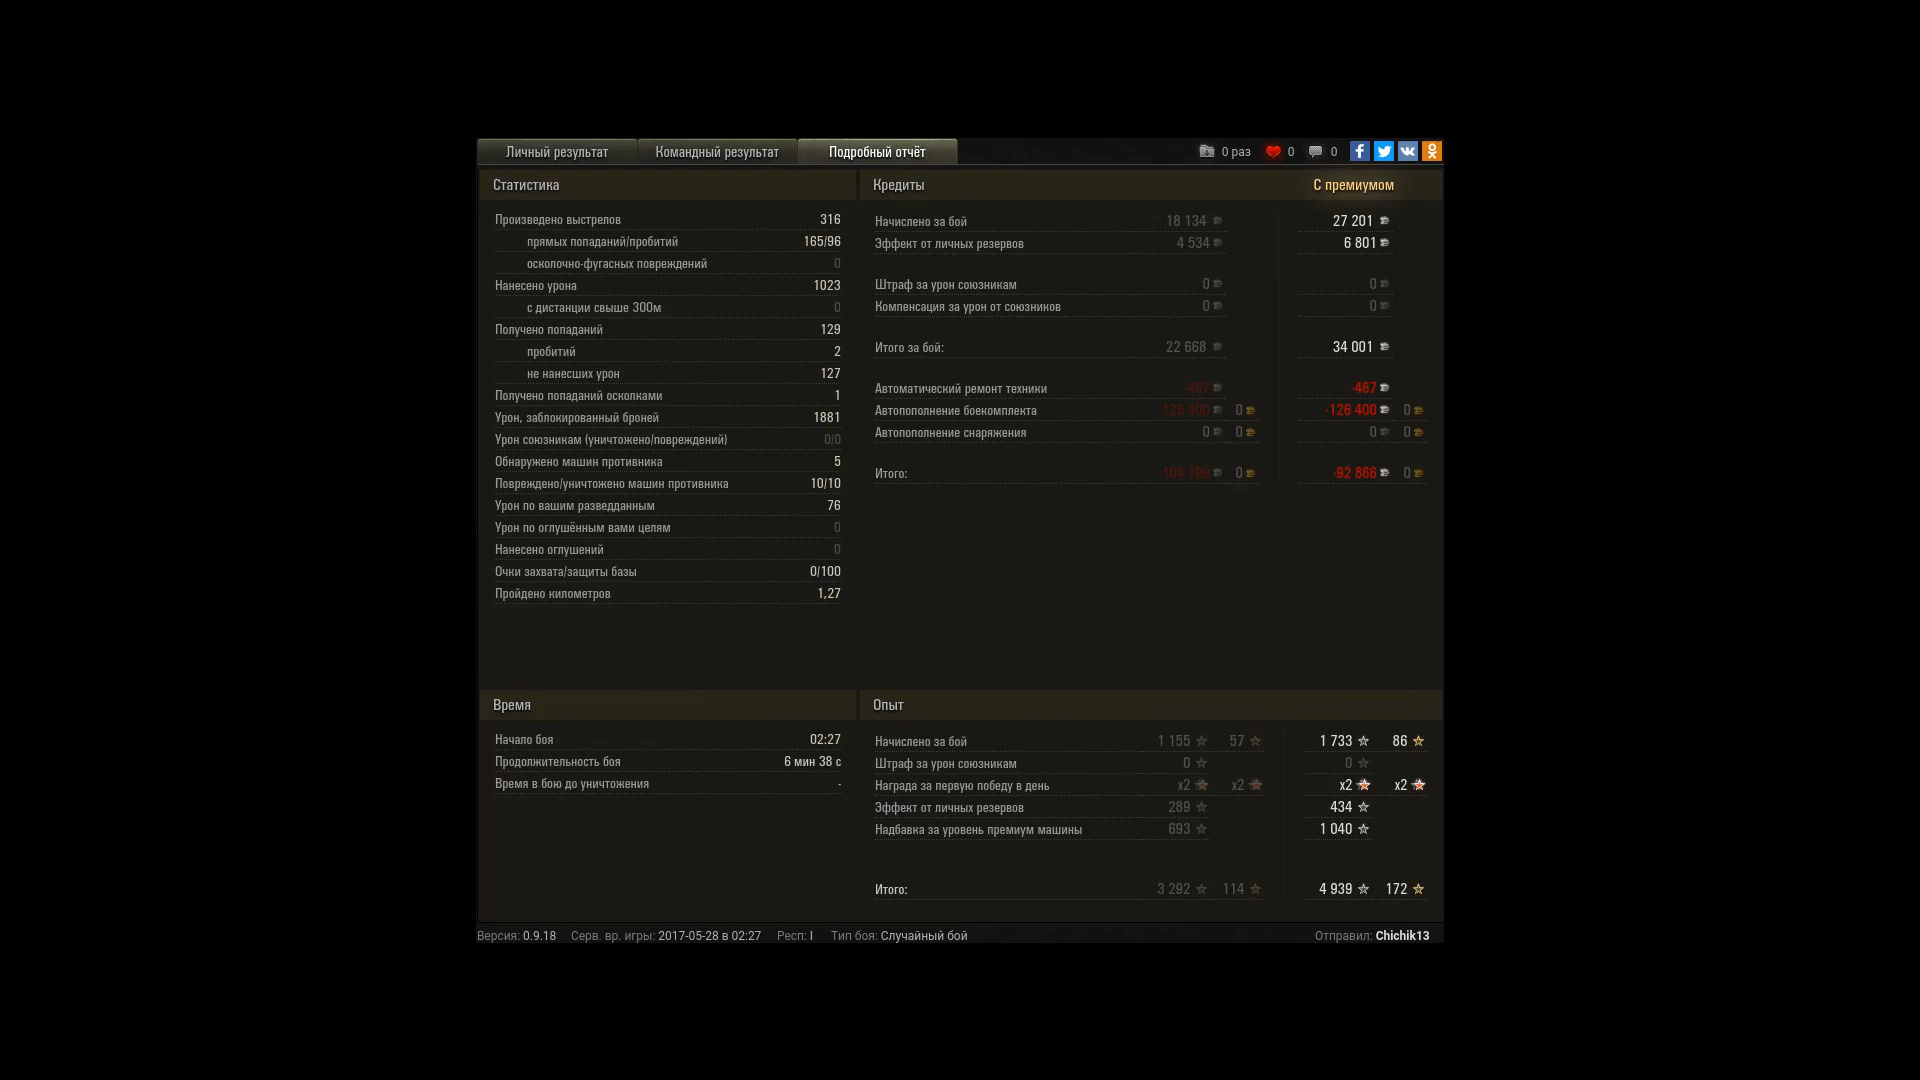 Личный результат Командный результат Подробный отчёт 0 раз 0 0
Статистика
Произведено выстрелов 316
прямых попаданий/пробитий 165/96
осколочно-фугасных повреждений 0
Нанесено урона 1023
с дистанции свыше 300м 0
Получено попаданий 129
пробитий 2
не нанесших урон 127
Получено попаданий осколками 1
Урон, заблокированный броней 1881
Урон союзникам (уничтожено/повреждений) 0/0
Обнаружено машин противника 5
Повреждено/уничтожено машин противника 10/10
Урон по вашим разведданным 76
Урон по оглушённым вами целям 0
Нанесено оглушений 0
Очки захвата/защиты базы 0/100
Пройдено километров 1,27
Кредиты С премиумом
Начислено за бой 18 134 27 201
Эффект от личных резервов 4 534 6 801
Штраф за урон союзникам 0 0
Компенсация за урон от союзников 0 0
Итого за бой: 22 668 34 001
Автоматический ремонт техники -467 -467
Автопополнение боекомплекта -126 400 0 -126 400 0
Автопополнение снаряжения 0 0 0 0
Итого: -104 199 0 -92 866 0
Время
Начало боя 02:27
Продолжительность боя 6 мин 38 с
Время в бою до уничтожения -
Опыт
Начислено за бой 1 155 57 1 733 86
Штраф за урон союзникам 0 0
Награда за первую победу в день x2 x2 x2 x2
Эффект от личных резервов 289 434
Надбавка за уровень премиум машины 693 1 040
Итого: 3 292 114 4 939 172
Версия: 0.9.18 Серв. вр. игры: 2017-05-28 в 02:27 Респ: I Тип боя: Случайный бой Отправил: Chichik13